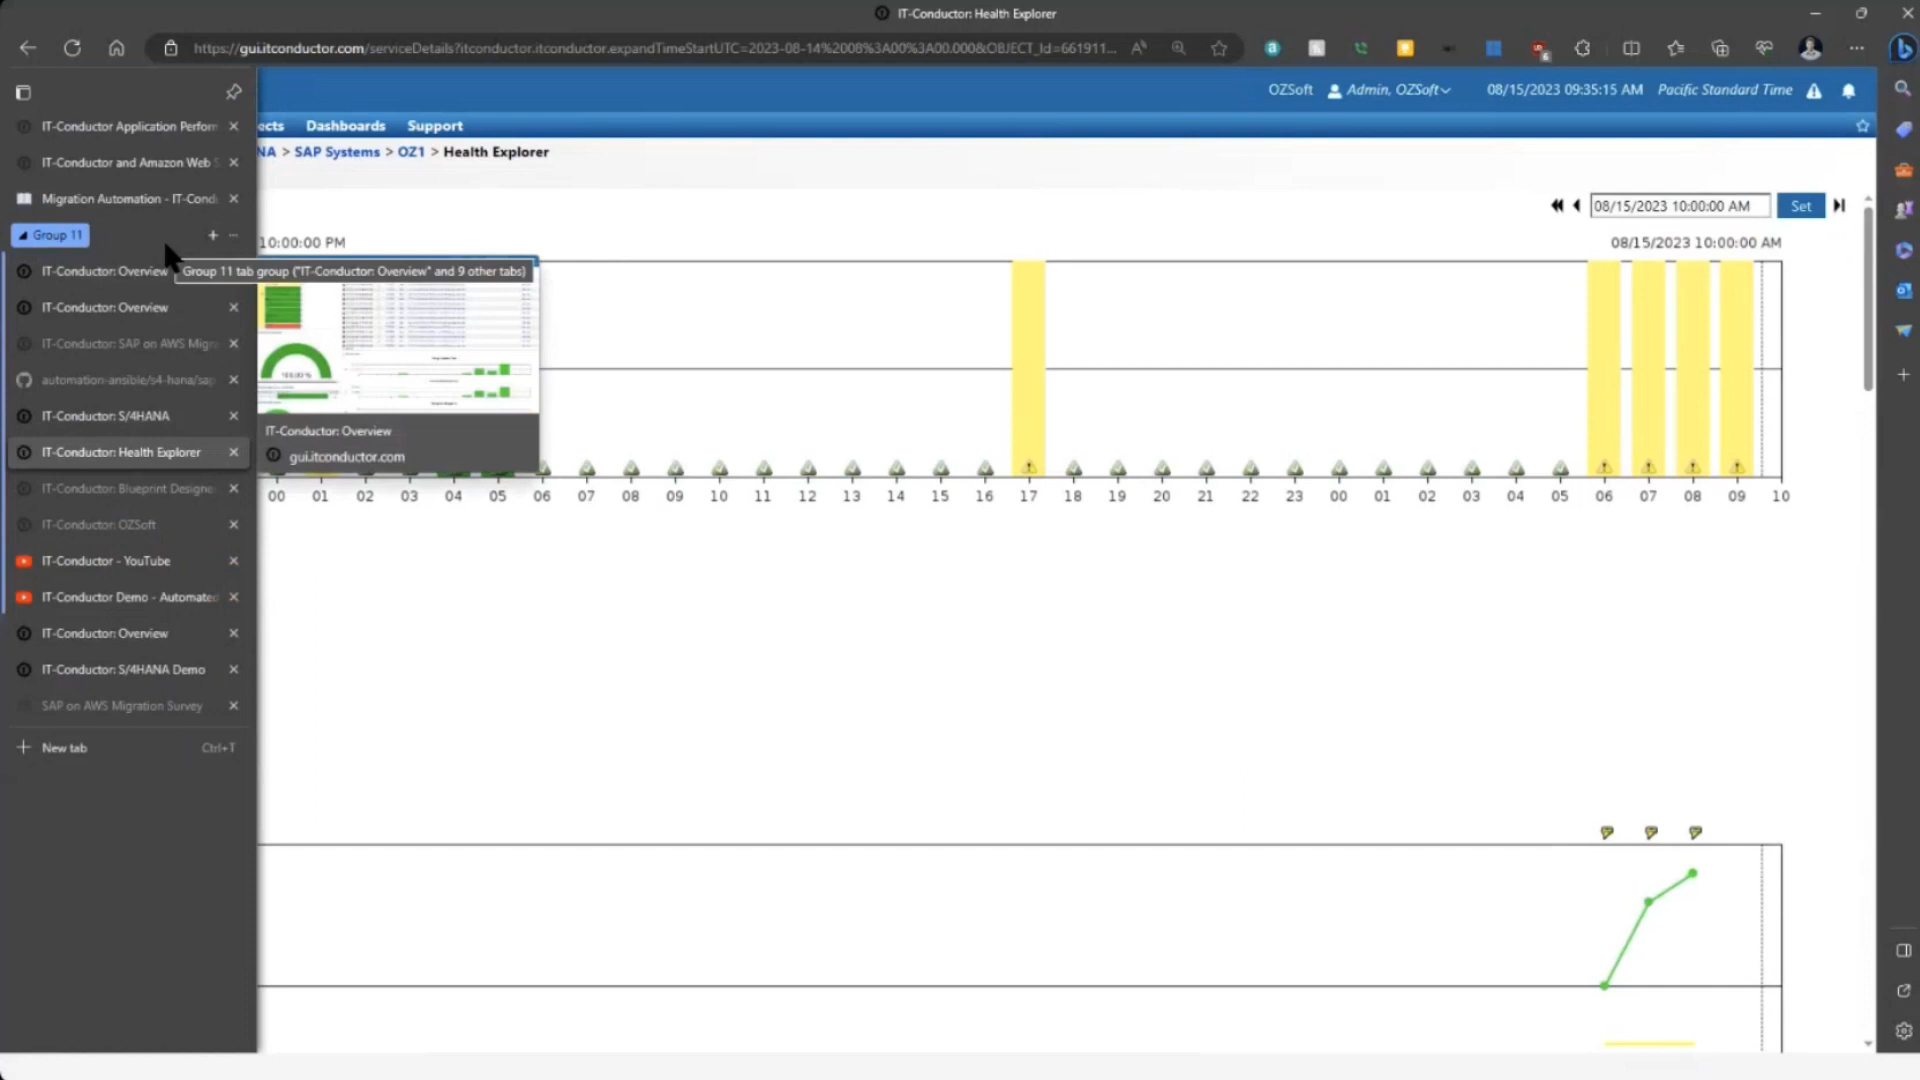 IT-Conductor: Health Explorer
https://gui.itconductor.com/serviceDetails?itconductor.itconductor.expandTimeStartUTC=2023-08-14%2008%3A00%3A00.000&OBJECT_Id=661911...
OZSoft Admin, OZSoft 08/15/2023 09:35:15 AM Pacific Standard Time
IT-Conductor Application Perform
ects Dashboards Support
NA > SAP Systems > OZ1 > Health Explorer
IT-Conductor and Amazon Web S
Migration Automation - IT-Cond
08/15/2023 10:00:00 AM Set
Group 11
10:00:00 PM 08/15/2023 10:00:00 AM
IT-Conductor: Overview
Group 11 tab group ("IT-Conductor: Overview" and 9 other tabs)
IT-Conductor: Overview
IT-Conductor: SAP on AWS Migra
automation-ansible/s4-hana/sap
IT-Conductor: S/4HANA
IT-Conductor: Overview
IT-Conductor: Health Explorer
gui.itconductor.com
IT-Conductor: Blueprint Designe
00 01 02 03 04 05 06 07 08 09 10 11 12 13 14 15 16 17 18 19 20 21 22 23 00 01 02 03 04 05 06 07 08 09 10
IT-Conductor: OZSoft
IT-Conductor - YouTube
IT-Conductor Demo - Automated
IT-Conductor: Overview
IT-Conductor: S/4HANA Demo
SAP on AWS Migration Survey
New tab Ctrl+T